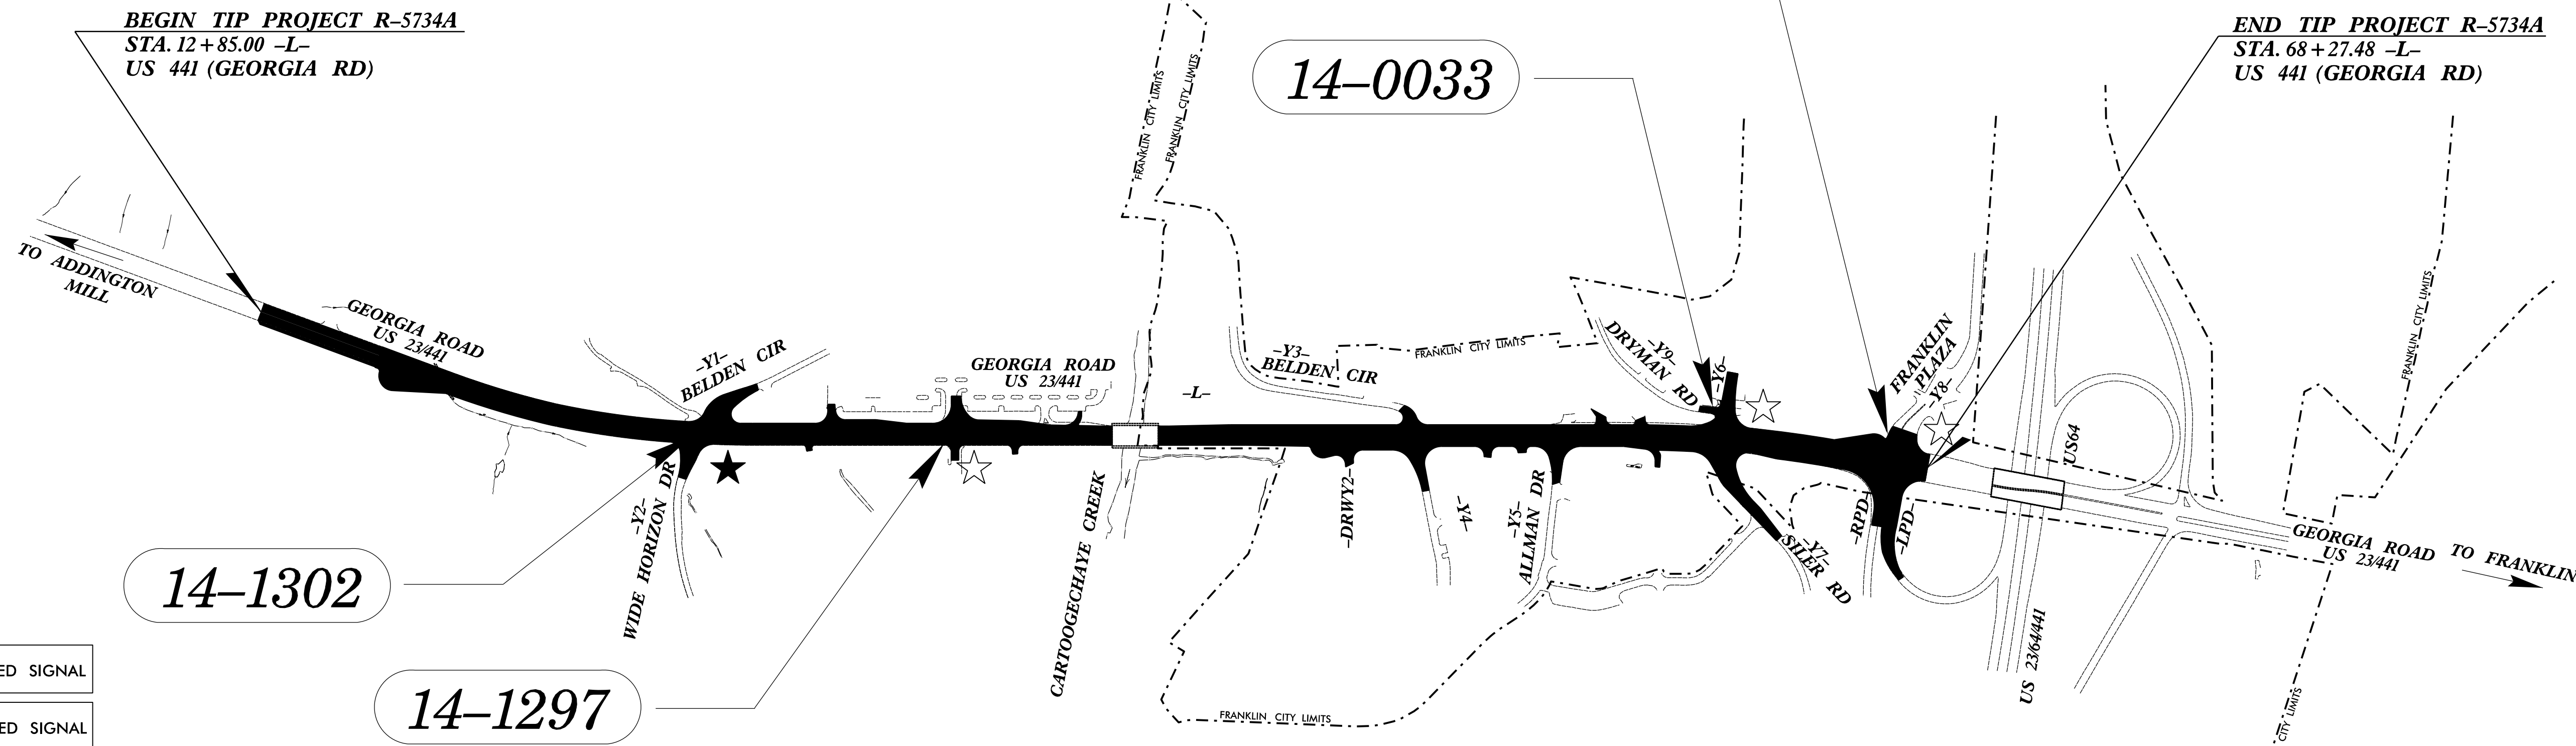 BEGIN TIP PROJECT R–5734A
STA. 12+85.00 –L–
US 441 (GEORGIA RD)
END TIP PROJECT R–5734A
STA. 68+27.48 –L–
US 441 (GEORGIA RD)
14–0033
FRANKLIN CITY LIMITS
FRANKLIN CITY LIMITS
TO ADDINGTON
MILL
GEORGIA ROAD
US 23/441
–Y1–
BELDEN CIR
GEORGIA ROAD
US 23/441
–L–
–Y3–
BELDEN CIR
FRANKLIN CITY LIMITS
–Y9–
DRYMAN RD
–Y6–
FRANKLIN
PLAZA
–Y8–
US64
FRANKLIN CITY LIMITS
–Y2–
WIDE HORIZON DR
CARTOOGECHAYE CREEK
–DRWY2–
–Y4–
–Y5–
ALLMAN DR
–Y7–
SILER RD
–RPD–
–LPD–
GEORGIA ROAD
US 23/441
TO FRANKLIN
US 23/64/441
14–1302
14–1297
FRANKLIN CITY LIMITS
CITY LIMITS
ED SIGNAL
ED SIGNAL